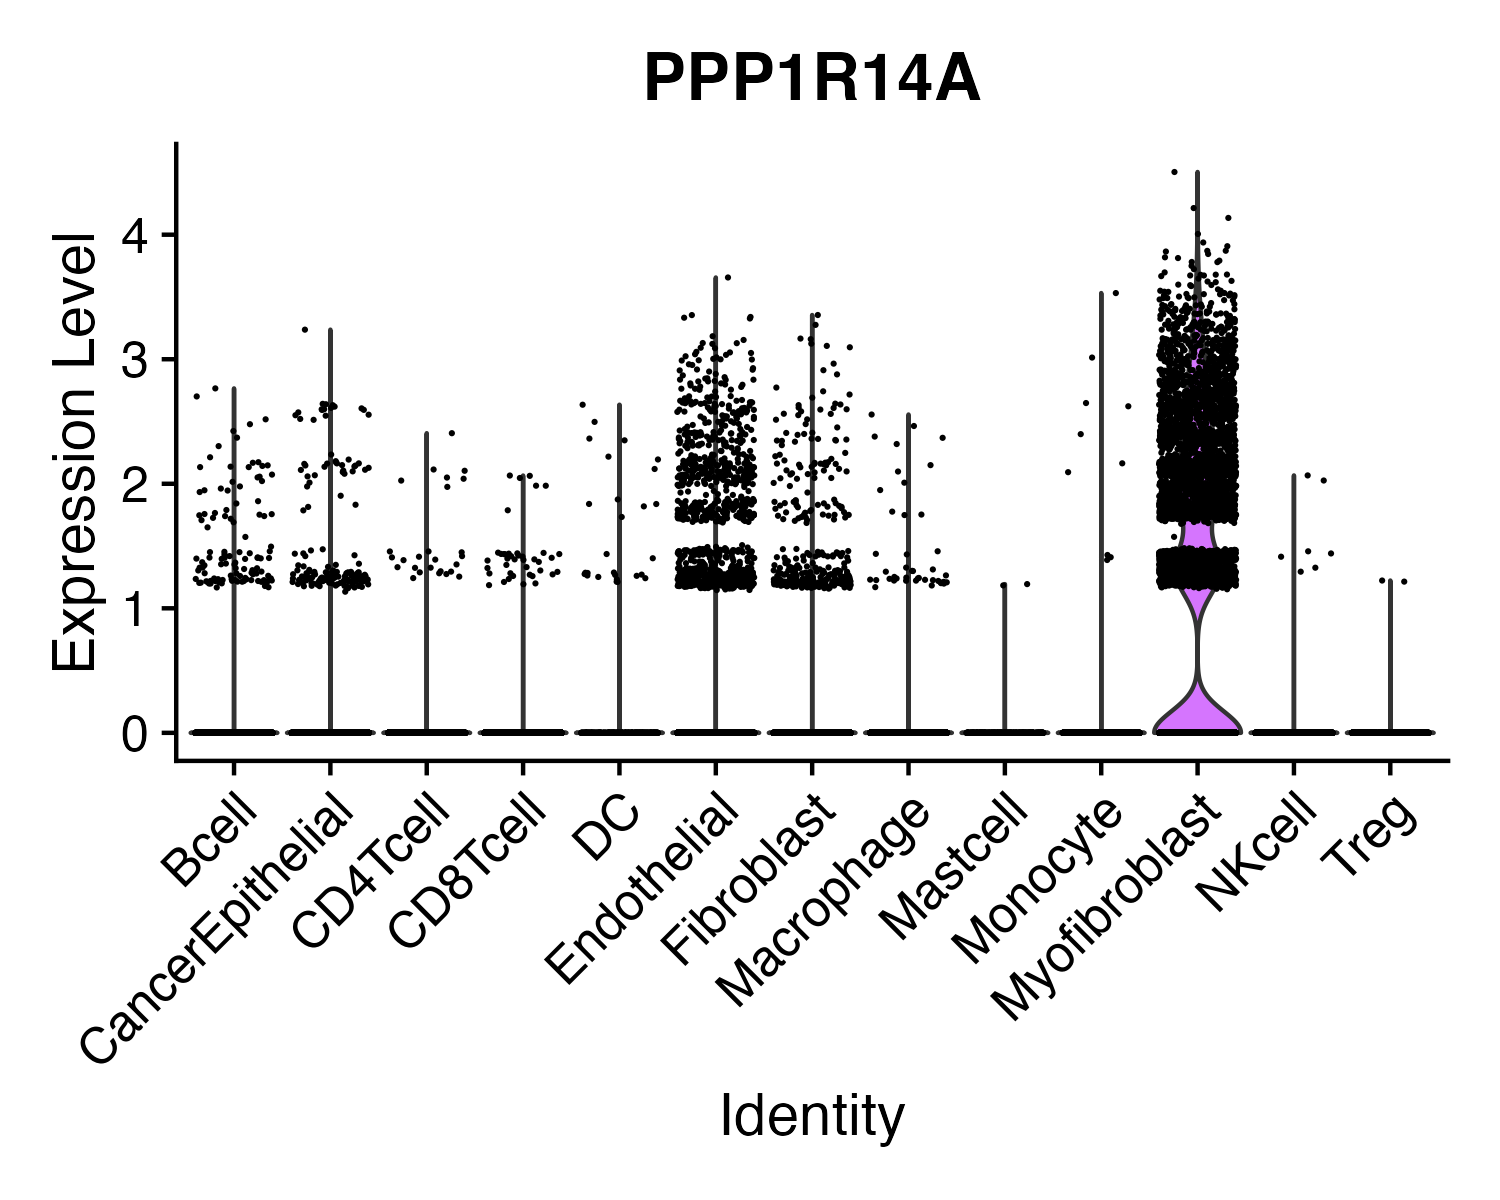 PPP1R14A
Expression Level
4
3
2
1
0
Bcell
CancerEpithelial
CD4Tcell
CD8Tcell
DC
Endothelial
Fibroblast
Macrophage
Mastcell
Monocyte
Myofibroblast
NKcell
Treg
Identity